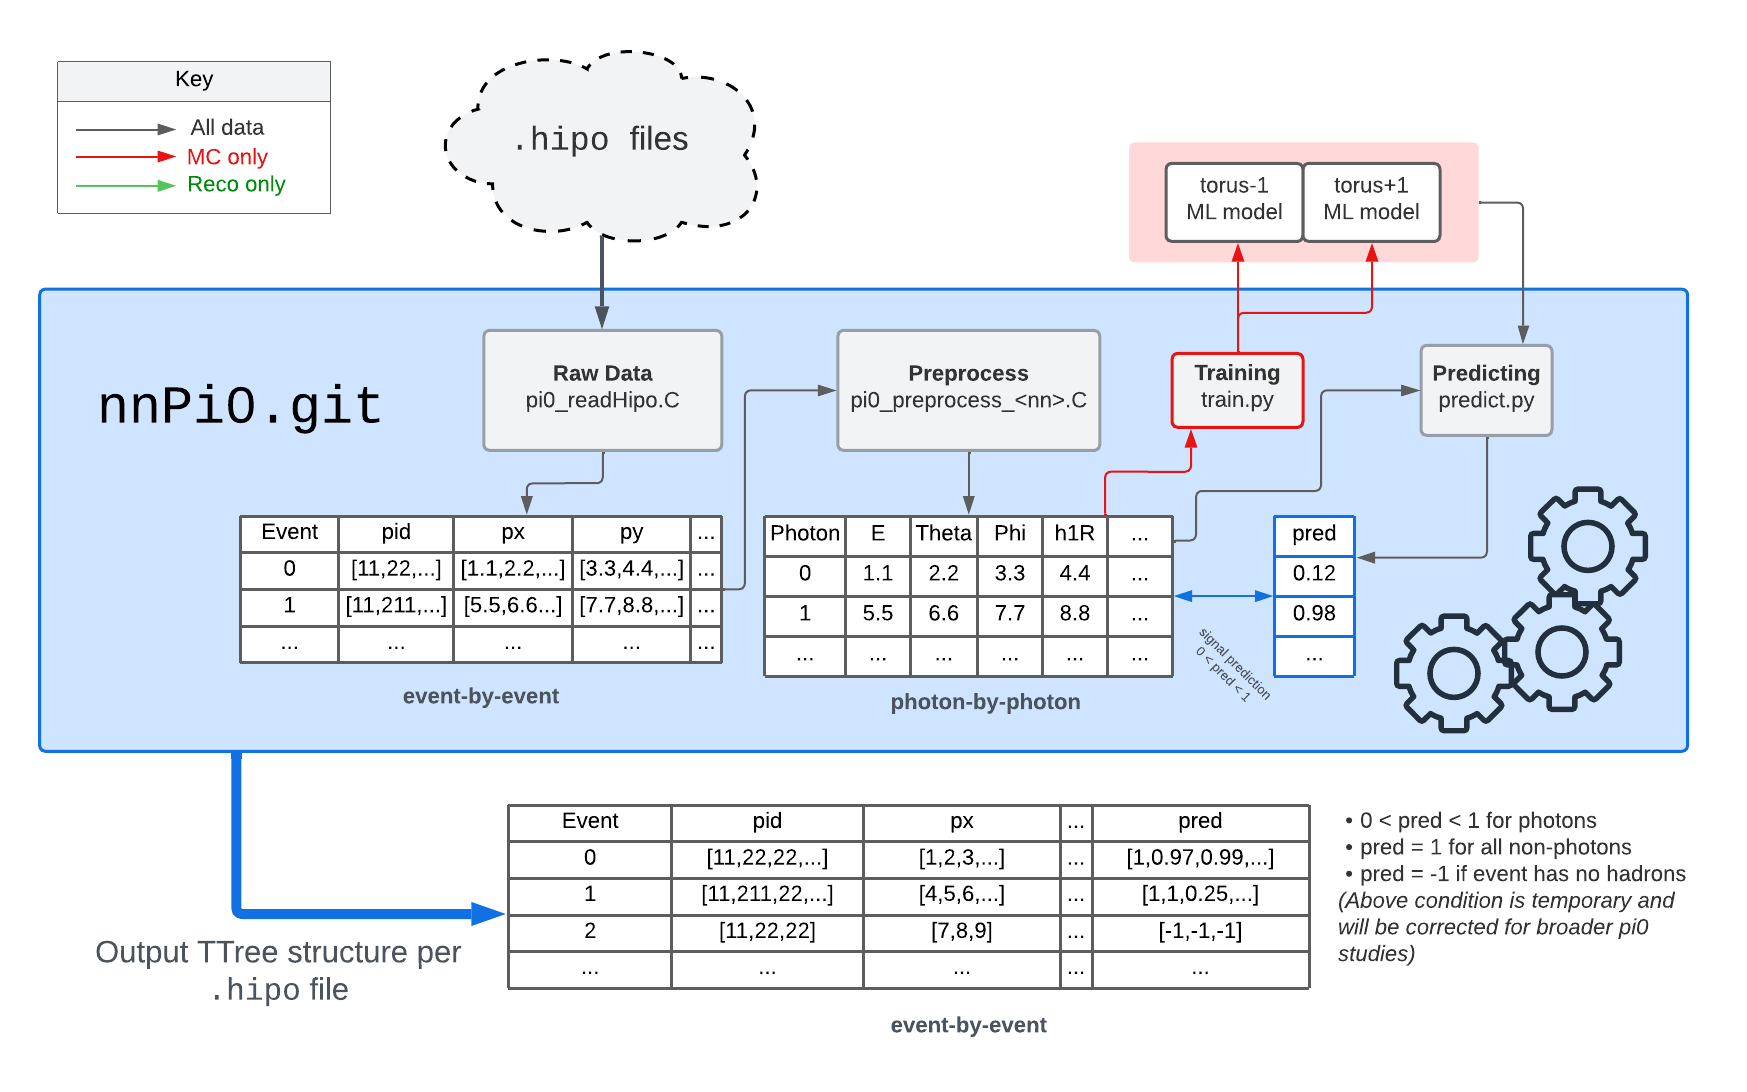 Key
All data
MC only
Reco only
.hipo files
torus-1
ML model
torus+1
ML model
nnPi0.git
Raw Data
pi0_readHipo.C
Preprocess
pi0_preprocess_<nn>.C
Training
train.py
Predicting
predict.py
Event pid px py ...
0 [11,22,...] [1.1,2.2,...] [3.3,4.4,...] ...
1 [11,211,...] [5.5,6.6...] [7.7,8.8,...] ...
... ... ... ... ...
event-by-event
Photon E Theta Phi h1R ...
0 1.1 2.2 3.3 4.4 ...
1 5.5 6.6 7.7 8.8 ...
... ... ... ... ... ...
photon-by-photon
signal prediction
0 < pred < 1
pred
0.12
0.98
...
Output TTree structure per
.hipo file
Event pid px ... pred
0 [11,22,22,...] [1,2,3,...] ... [1,0.97,0.99,...]
1 [11,211,22,...] [4,5,6,...] ... [1,1,0.25,...]
2 [11,22,22] [7,8,9] ... [-1,-1,-1]
... ... ... ... ...
event-by-event
• 0 < pred < 1 for photons
• pred = 1 for all non-photons
• pred = -1 if event has no hadrons
(Above condition is temporary and
will be corrected for broader pi0
studies)